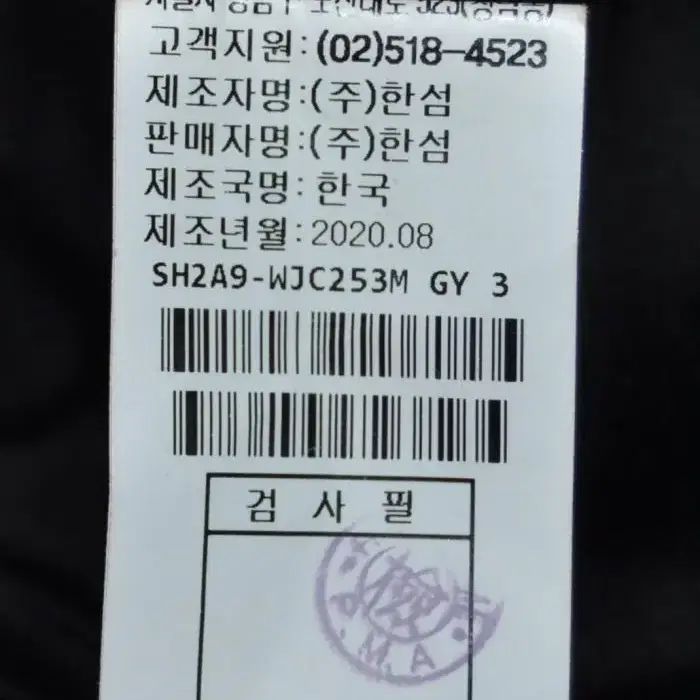 고객지원: (02)518-4523
제조자명:(주)한섬
판매자명:(주)한섬
제조국명: 한국
제조년월:2020.08
SH2A9-WJC253M GY 3
검 사 필
M.A